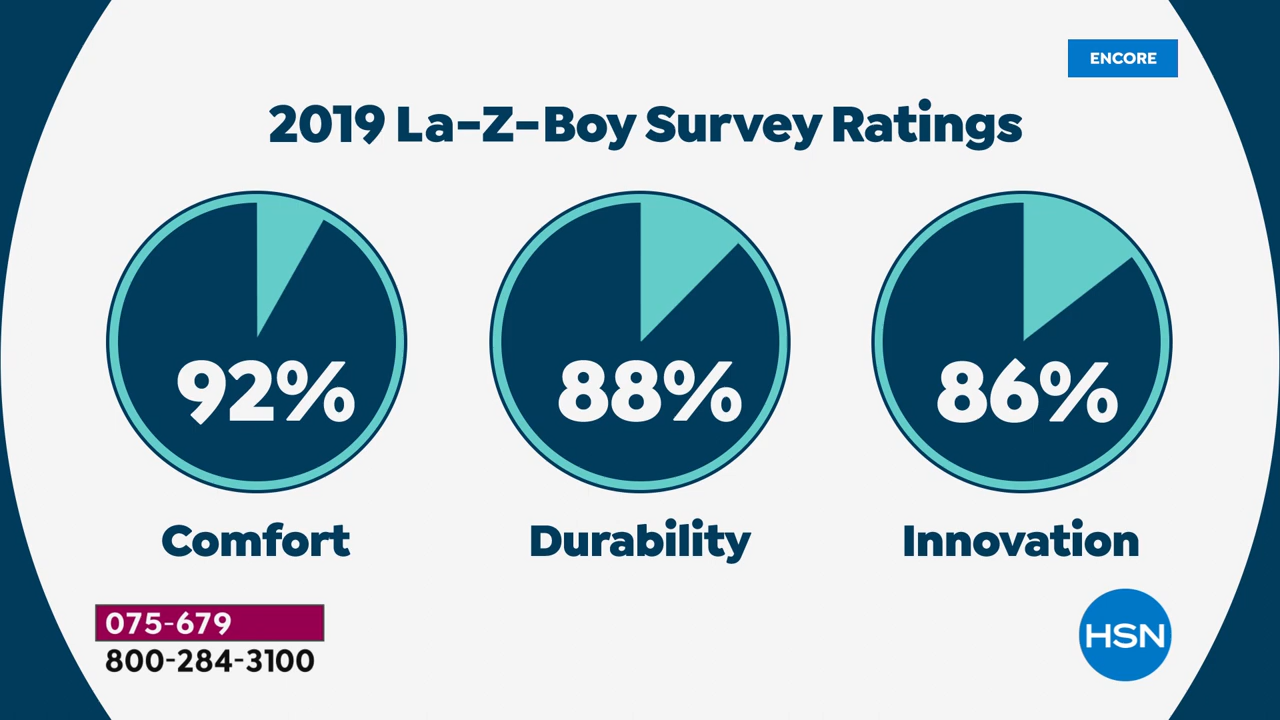 ENCORE
2019 La-Z-Boy Survey Ratings
92%
88%
86%
Comfort
Durability
Innovation
075-679
800-284-3100
HSN